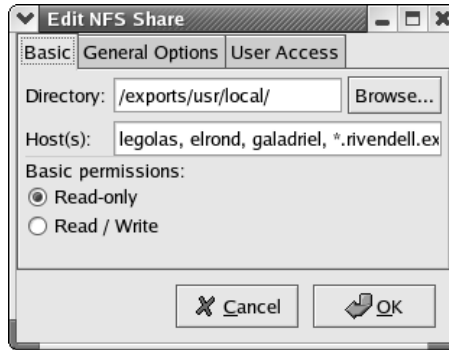 Edit NFS Share
Basic General Options User Access
Directory: /exports/usr/local/ Browse...
Host(s): legolas, elrond, galadriel, *.rivendell.ex
Basic permissions:
Read-only
Read / Write
Cancel OK